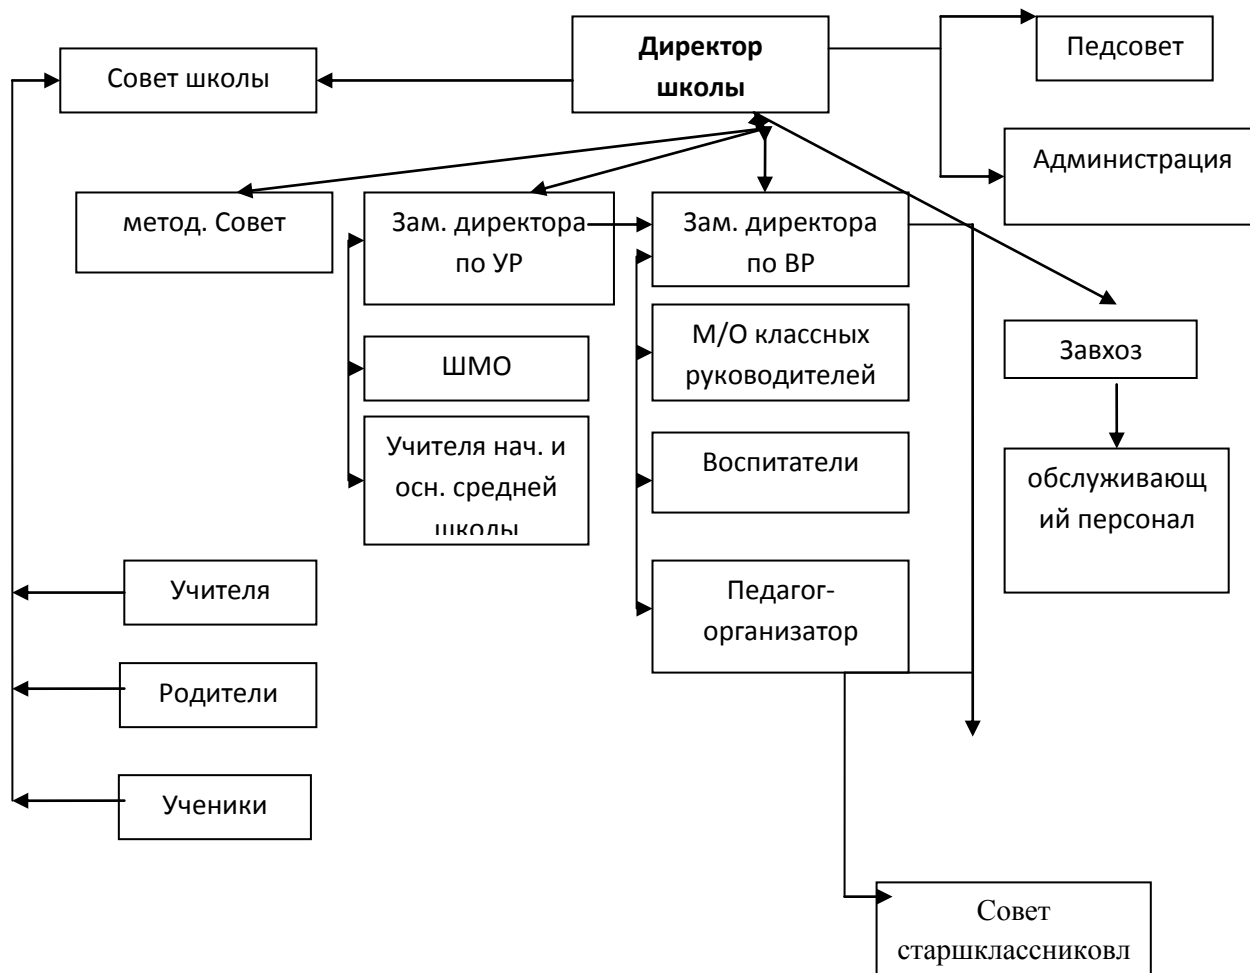 Директор
школы
Педсовет
Совет школы
Администрация
метод. Совет
Зам. директора
по УР
Зам. директора
по ВР
ШМО
М/О классных
руководителей
Завхоз
Учителя нач. и
осн. средней
школы
Воспитатели
обслуживающ
ий персонал
Учителя
Педагог-
организатор
Родители
Ученики
Совет
старшклассниковл